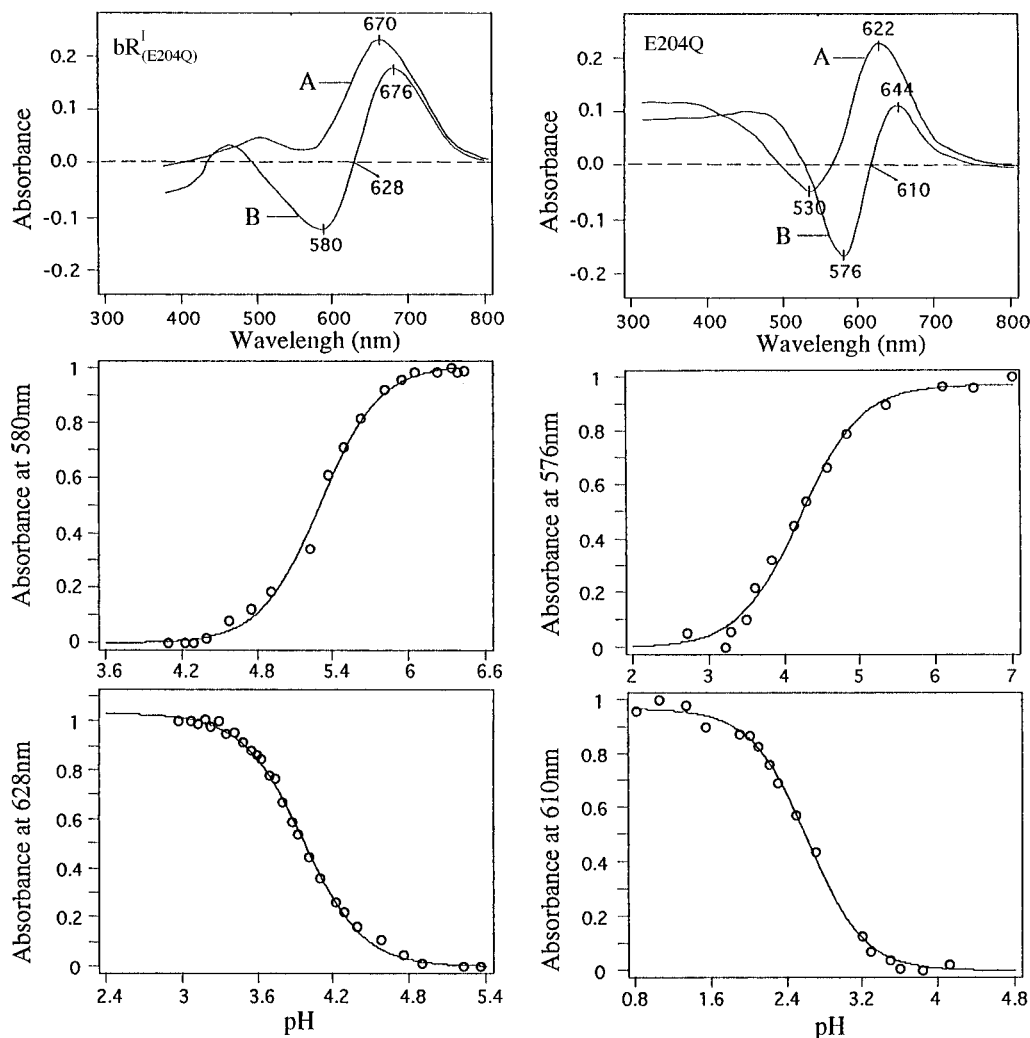 bR I (E204Q)
Absorbance
0.2
0.1
0.0
-0.1
-0.2
670
676
628
580
A
B
300 400 500 600 700 800
Wavelengh (nm)
E204Q
Absorbance
0.2
0.1
0.0
-0.1
-0.2
622
644
610
530
576
A
B
300 400 500 600 700 800
Wavelengh (nm)
Absorbance at 580nm
1
0.8
0.6
0.4
0.2
0
3.6 4.2 4.8 5.4 6 6.6
Absorbance at 576nm
1
0.8
0.6
0.4
0.2
0
2 3 4 5 6 7
Absorbance at 628nm
1
0.8
0.6
0.4
0.2
0
2.4 3 3.6 4.2 4.8 5.4
pH
Absorbance at 610nm
1
0.8
0.6
0.4
0.2
0
0.8 1.6 2.4 3.2 4 4.8
pH